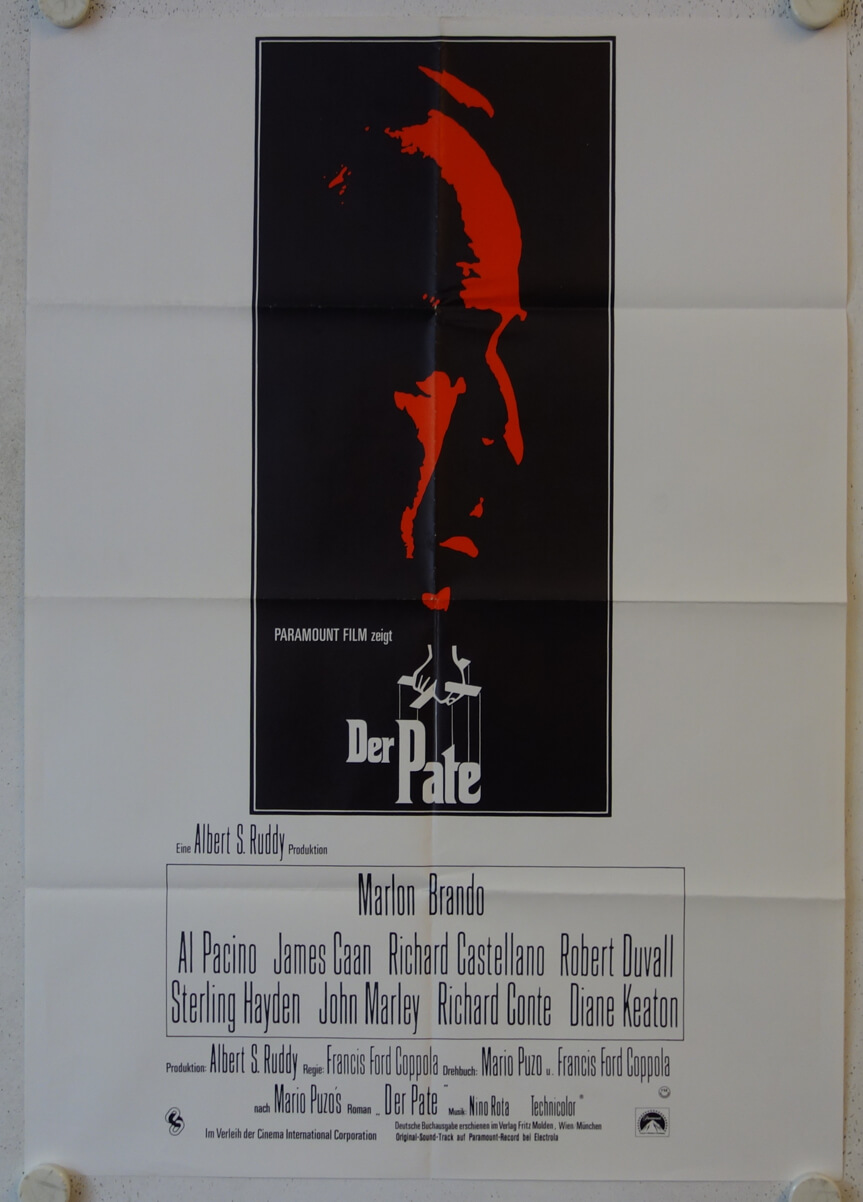 PARAMOUNT FILM zeigt
Der Pate
Eine Albert S. Ruddy Produktion
Marlon Brando
Al Pacino James Caan Richard Castellano Robert Duvall
Sterling Hayden John Marley Richard Conte Diane Keaton
Produktion: Albert S. Ruddy Regie: Francis Ford Coppola Drehbuch: Mario Puzo u. Francis Ford Coppola
nach Mario Puzo's Roman „Der Pate" Musik: Nino Rota Technicolor®
Im Verleih der Cinema International Corporation
Deutsche Buchausgabe erschienen im Verlag Fritz Molden, Wien München
Original-Sound-Track auf Paramount-Record bei Electrola